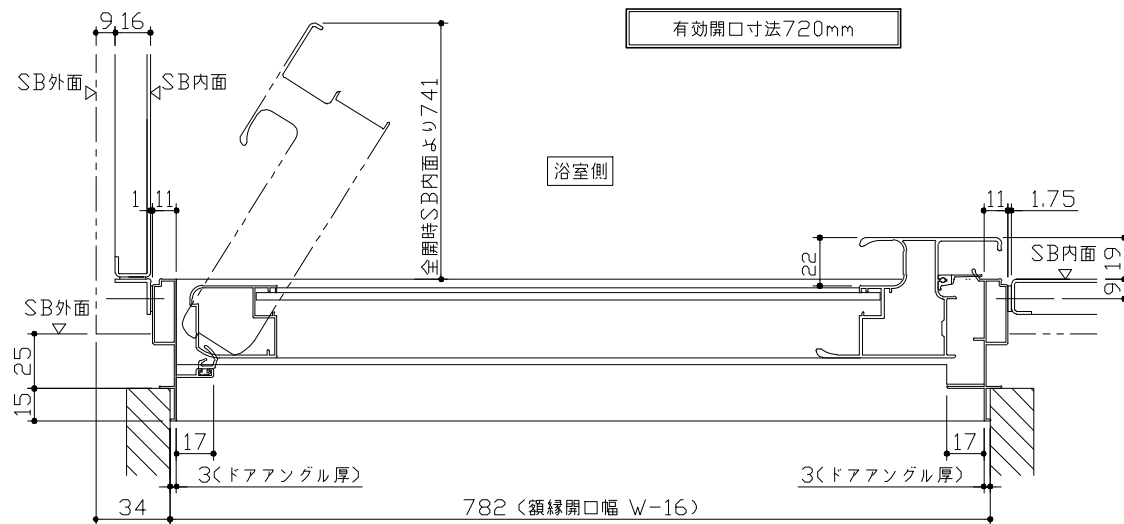 9 16
有効開口寸法720mm
SB外面
SB内面
全開時SB内面より741
浴室側
1 11
11 1.75
22
SB内面
19
9
SB外面
25
15
17
17
3(ドアアングル厚)
3(ドアアングル厚)
34
782 (額縁開口幅 W-16)